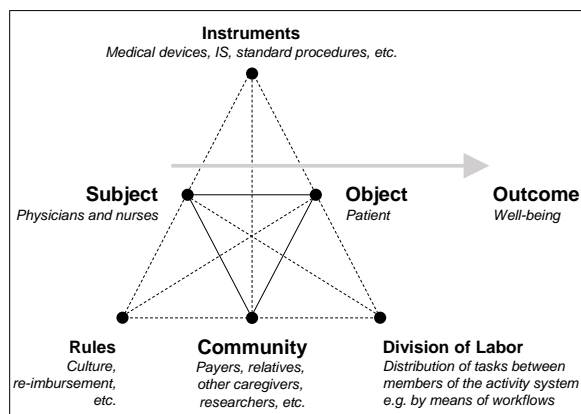 Instruments
Medical devices, IS, standard procedures, etc.
Subject
Physicians and nurses
Object
Patient
Outcome
Well-being
Rules
Culture,
re-imbursement,
etc.
Community
Payers, relatives,
other caregivers,
researchers, etc.
Division of Labor
Distribution of tasks between
members of the activity system
e.g. by means of workflows